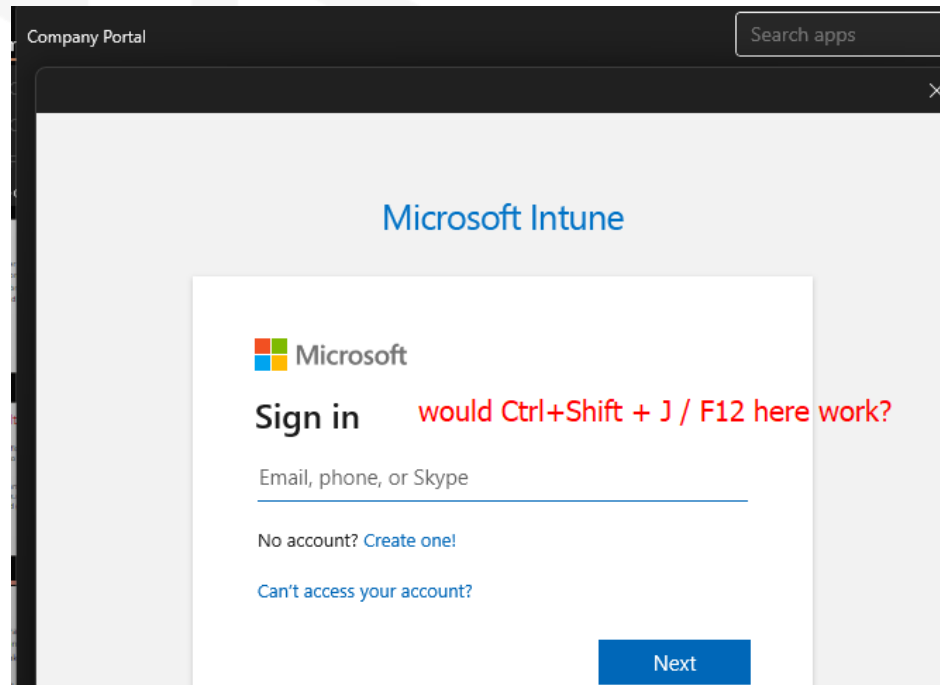 Company Portal
Search apps
Microsoft Intune
Microsoft
Sign in
would Ctrl+Shift + J / F12 here work?
Email, phone, or Skype
No account? Create one!
Can't access your account?
Next